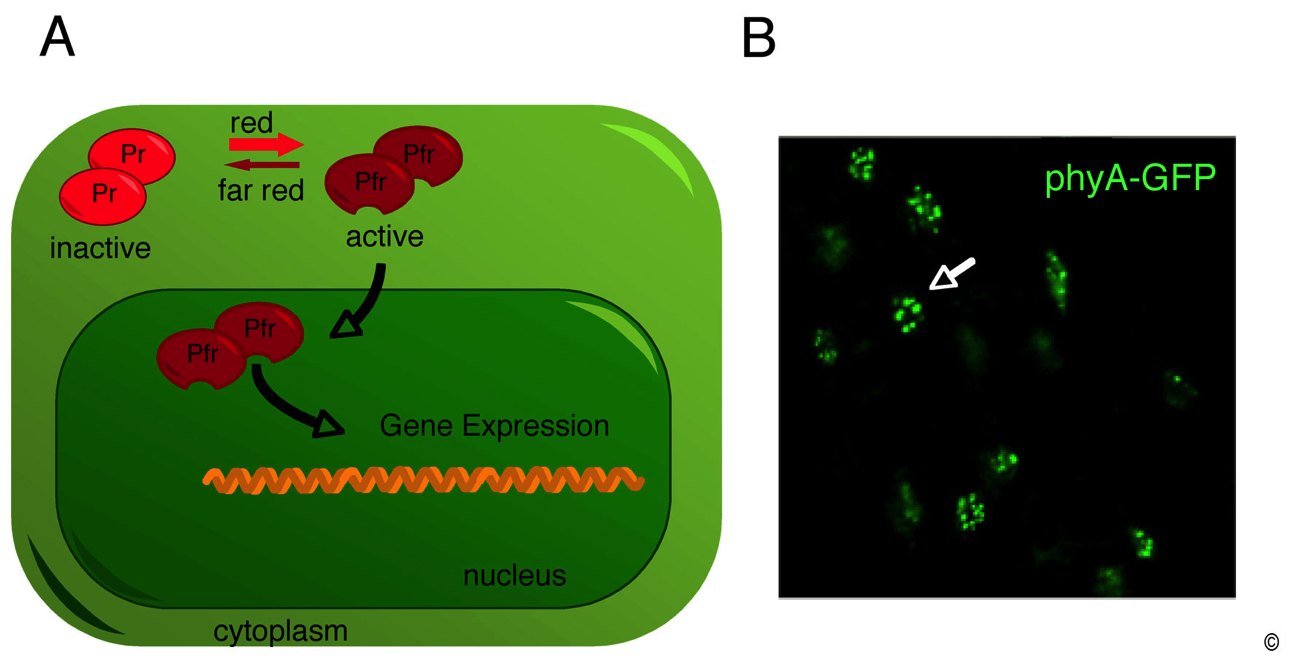 A
B
red
Pr
Pr
Pfr
Pfr
far red
inactive
active
Pfr
Pfr
Gene Expression
nucleus
cytoplasm
phyA-GFP
©